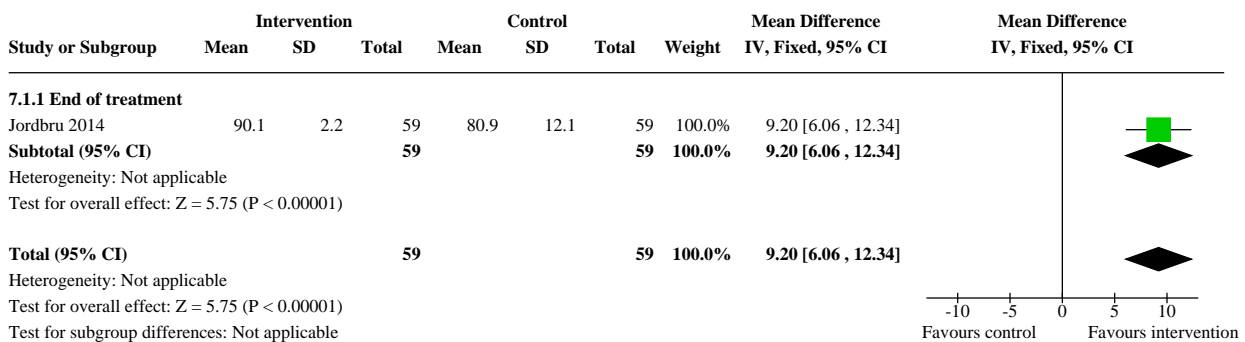 Intervention Control Mean Difference Mean Difference
Study or Subgroup Mean SD Total Mean SD Total Weight IV, Fixed, 95% CI IV, Fixed, 95% CI
7.1.1 End of treatment
Jordbru 2014 90.1 2.2 59 80.9 12.1 59 100.0% 9.20 [6.06 , 12.34]
Subtotal (95% CI) 59 59 100.0% 9.20 [6.06 , 12.34]
Heterogeneity: Not applicable
Test for overall effect: Z = 5.75 (P < 0.00001)
Total (95% CI) 59 59 100.0% 9.20 [6.06 , 12.34]
Heterogeneity: Not applicable
Test for overall effect: Z = 5.75 (P < 0.00001)
Test for subgroup differences: Not applicable
-10 -5 0 5 10
Favours control Favours intervention